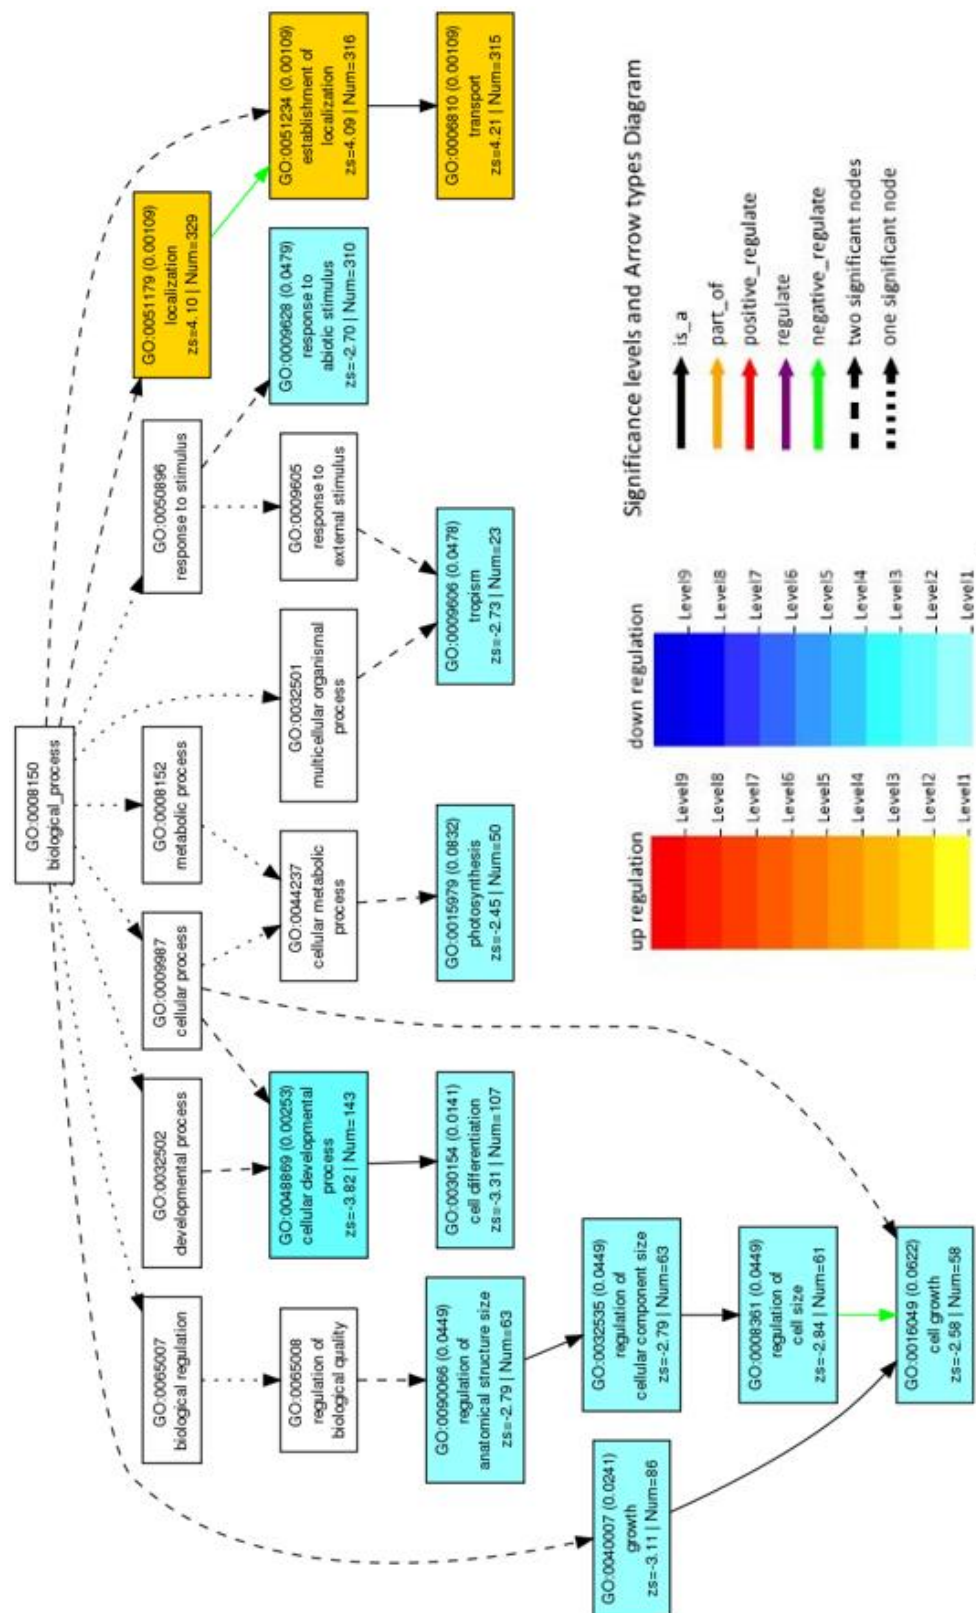 GO:0008150
biological_process
GO:0065007
biological regulation
GO:0032502
developmental process
GO:0009987
cellular process
GO:0008152
metabolic process
GO:0050896
response to stimulus
GO:0051179 (0.00109)
localization
zs=4.10 | Num=329
GO:0065008
regulation of
biological quality
GO:0048869 (0.00253)
cellular developmental
process
zs=-3.82 | Num=143
GO:0044237
cellular metabolic
process
GO:0032501
multicellular organismal
process
GO:0009605
response to
external stimulus
GO:0009628 (0.0479)
response to
abiotic stimulus
zs=-2.70 | Num=310
GO:0051234 (0.00109)
establishment of
localization
zs=4.09 | Num=316
GO:0090066 (0.0449)
regulation of
anatomical structure size
zs=-2.79 | Num=63
GO:0030154 (0.0141)
cell differentiation
zs=-3.31 | Num=107
GO:0015979 (0.0832)
photosynthesis
zs=-2.45 | Num=50
GO:0009606 (0.0478)
tropism
zs=-2.73 | Num=23
GO:0006810 (0.00109)
transport
zs=4.21 | Num=315
GO:0040007 (0.0241)
growth
zs=-3.11 | Num=86
GO:0032535 (0.0449)
regulation of
cellular component size
zs=-2.79 | Num=63
GO:0008361 (0.0449)
regulation of
cell size
zs=-2.84 | Num=61
GO:0016049 (0.0622)
cell growth
zs=-2.58 | Num=58
Significance levels and Arrow types Diagram
up regulation
Level9
Level8
Level7
Level6
Level5
Level4
Level3
Level2
Level1
down regulation
Level9
Level8
Level7
Level6
Level5
Level4
Level3
Level2
Level1
is_a
part_of
positive_regulate
regulate
negative_regulate
two significant nodes
one significant node